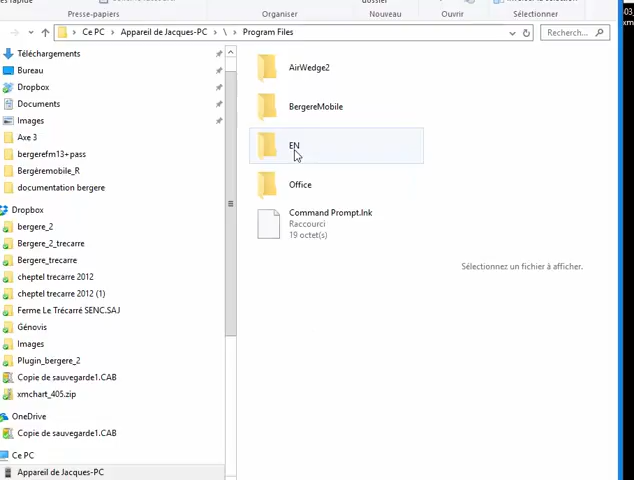 Presse-papiers
Organiser
Nouveau
Ouvrir
Sélectionner
Ce PC > Appareil de Jacques-PC > \ > Program Files
Recherch...
Téléchargements
Bureau
Dropbox
Documents
Images
Axe 3
bergerefm13+pass
Bergèremobile_R
documentation bergere
Dropbox
bergere_2
Bergere_2_trecarre
Bergere_trecarre
cheptel trecarre 2012
cheptel trecarre 2012 (1)
Ferme Le Trécarré SENC.SAJ
Génovis
Images
Plugin_bergere_2
Copie de sauvegarde1.CAB
xmchart_405.zip
OneDrive
Copie de sauvegarde1.CAB
Ce PC
Appareil de Jacques-PC
AirWedge2
BergereMobile
EN
Office
Command Prompt.lnk
Raccourci
19 octet(s)
Sélectionnez un fichier à afficher.